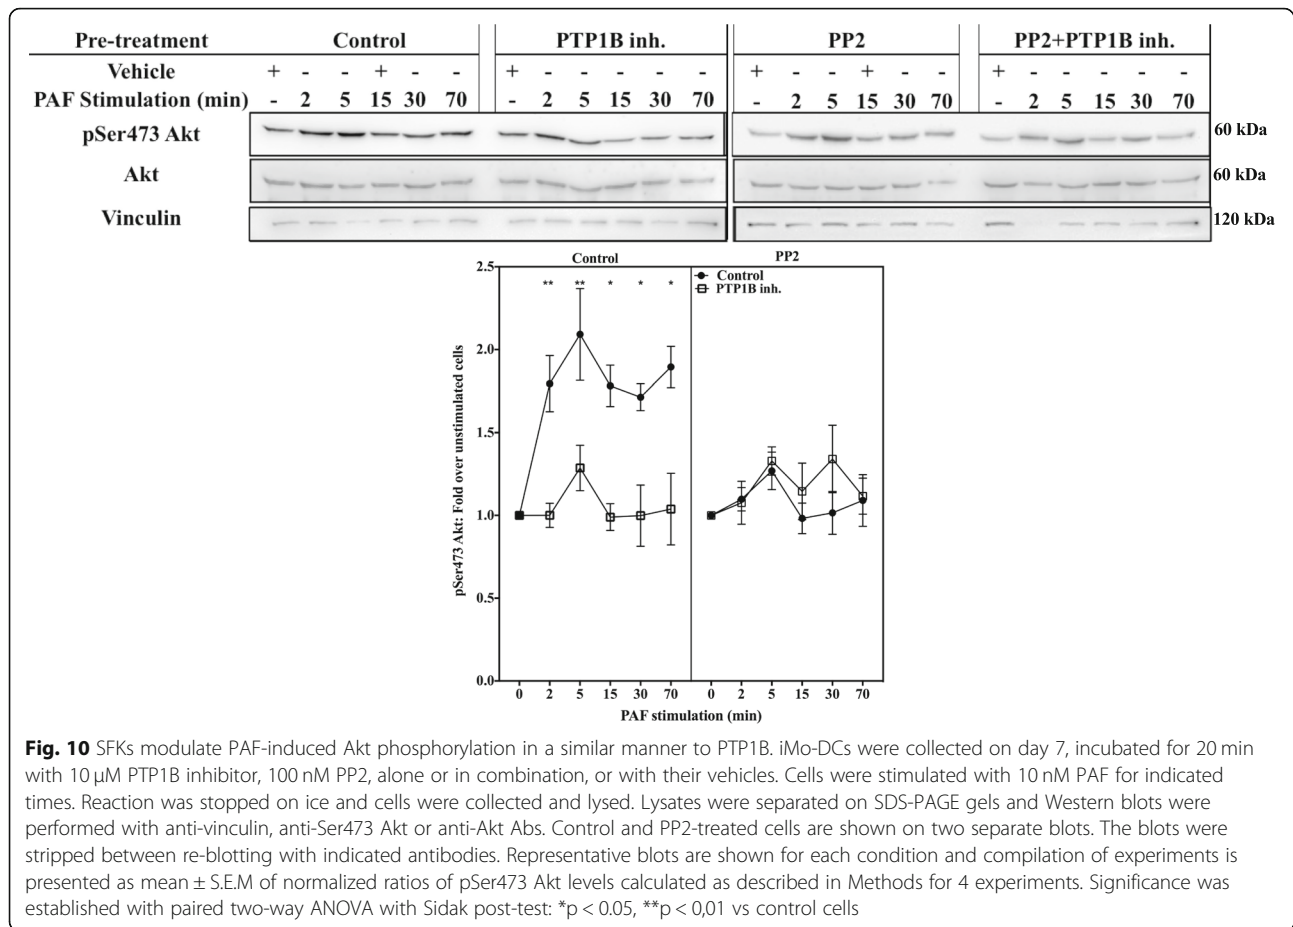 Pre-treatment Control PTP1B inh. PP2 PP2+PTP1B inh.
Vehicle + - - + - - + - - - - - + - - + - - + - - - - -
PAF Stimulation (min) - 2 5 15 30 70 - 2 5 15 30 70 - 2 5 15 30 70 - 2 5 15 30 70
pSer473 Akt 60 kDa
Akt 60 kDa
Vinculin 120 kDa
Control PP2
2.5
2.0
1.5
1.0
0.5
0.0
pSer473 Akt: Fold over unstimulated cells
** ** * * *
Control
PTP1B inh.
0 2 5 15 30 70 0 2 5 15 30 70
PAF stimulation (min)
Fig. 10 SFKs modulate PAF-induced Akt phosphorylation in a similar manner to PTP1B. iMo-DCs were collected on day 7, incubated for 20 min
with 10 μM PTP1B inhibitor, 100 nM PP2, alone or in combination, or with their vehicles. Cells were stimulated with 10 nM PAF for indicated
times. Reaction was stopped on ice and cells were collected and lysed. Lysates were separated on SDS-PAGE gels and Western blots were
performed with anti-vinculin, anti-Ser473 Akt or anti-Akt Abs. Control and PP2-treated cells are shown on two separate blots. The blots were
stripped between re-blotting with indicated antibodies. Representative blots are shown for each condition and compilation of experiments is
presented as mean ± S.E.M of normalized ratios of pSer473 Akt levels calculated as described in Methods for 4 experiments. Significance was
established with paired two-way ANOVA with Sidak post-test: *p < 0.05, **p < 0,01 vs control cells